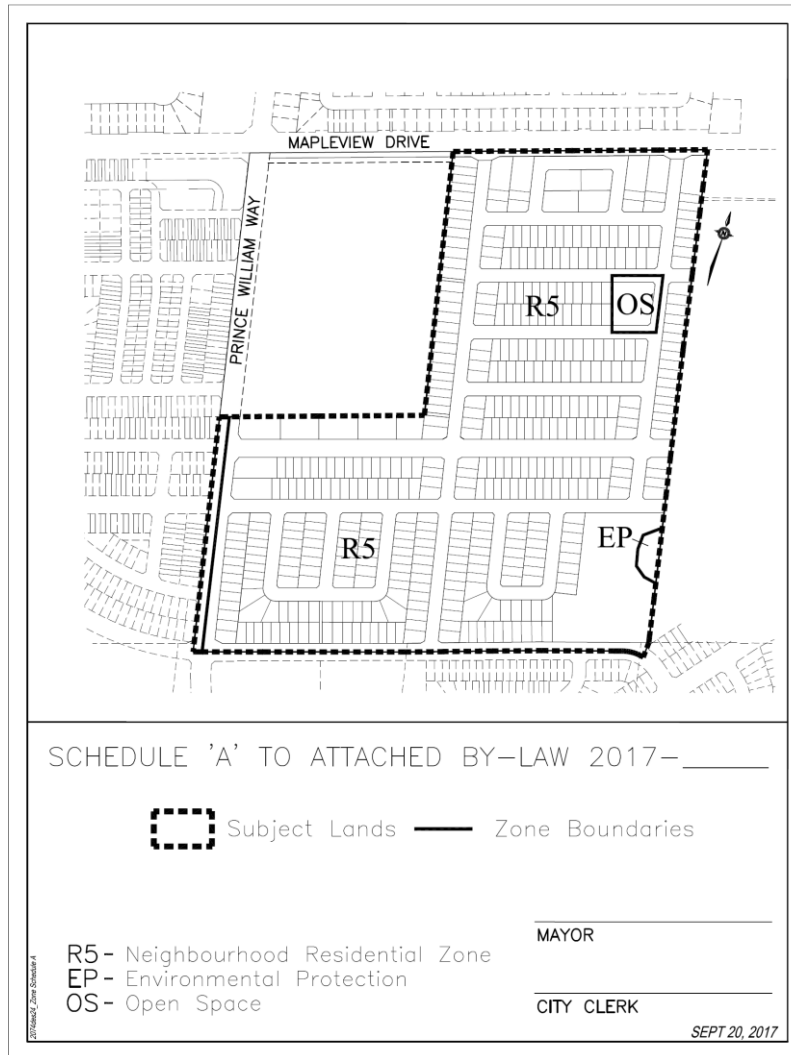 MAPLEVIEW DRIVE
PRINCE WILLIAM WAY
N
R5
OS
R5
EP
SCHEDULE 'A' TO ATTACHED BY-LAW 2017-______
Subject Lands
Zone Boundaries
R5 - Neighbourhood Residential Zone
EP - Environmental Protection
OS - Open Space
MAYOR
CITY CLERK
SEPT 20, 2017